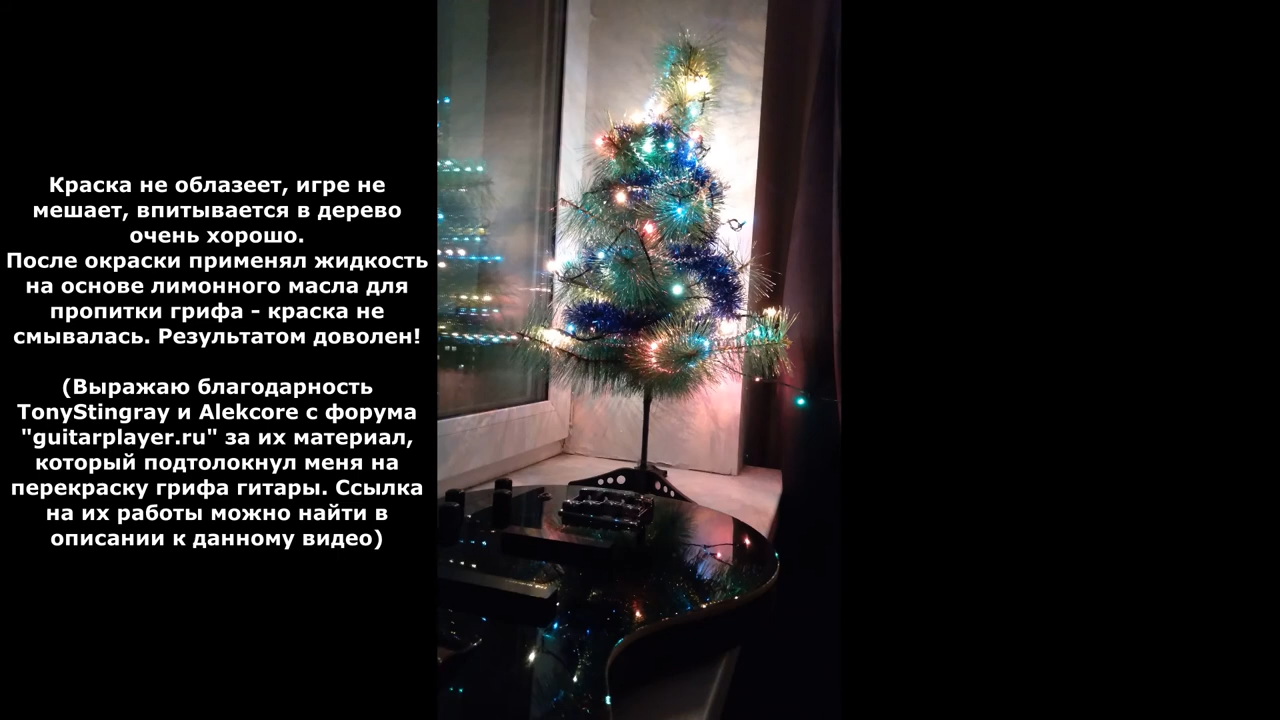 Краска не облазеет, игре не
мешает, впитывается в дерево
очень хорошо.
После окраски применял жидкость
на основе лимонного масла для
пропитки грифа - краска не
смывалась. Результатом доволен!
(Выражаю благодарность
TonyStingray и Alekcore с форума
"guitarplayer.ru" за их материал,
который подтолкнул меня на
перекраску грифа гитары. Ссылка
на их работы можно найти в
описании к данному видео)